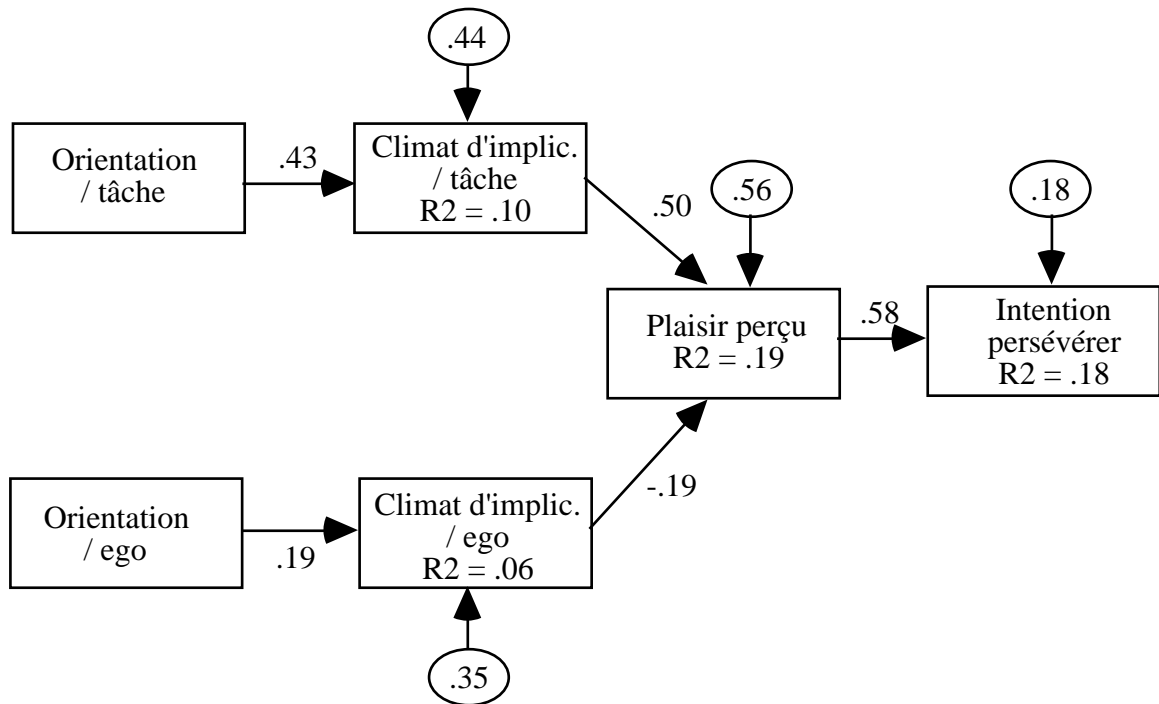 .44
Orientation
/ tâche
.43
Climat d'implic.
/ tâche
R2 = .10
.50
.56
.18
Plaisir perçu
R2 = .19
.58
Intention
persévérer
R2 = .18
Orientation
/ ego
.19
Climat d'implic.
/ ego
R2 = .06
-.19
.35